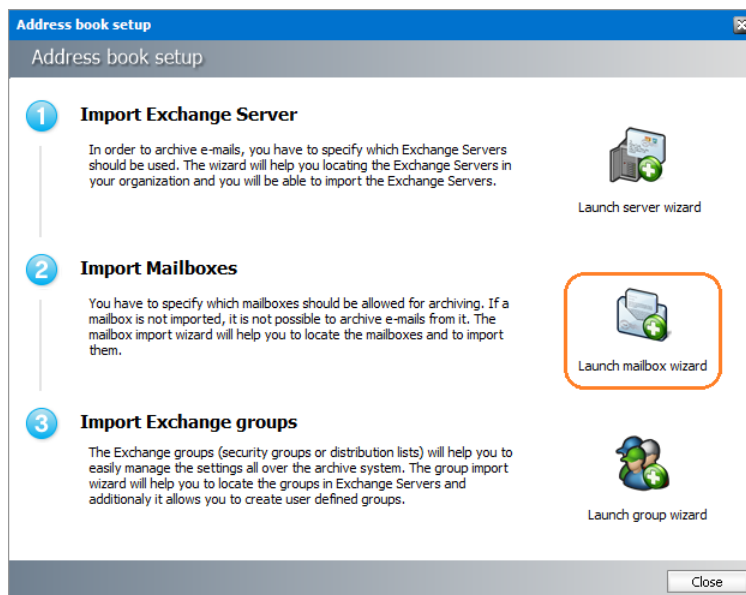 Address book setup
Address book setup
1
Import Exchange Server
In order to archive e-mails, you have to specify which Exchange Servers
should be used. The wizard will help you locating the Exchange Servers in
your organization and you will be able to import the Exchange Servers.
Launch server wizard
2
Import Mailboxes
You have to specify which mailboxes should be allowed for archiving. If a
mailbox is not imported, it is not possible to archive e-mails from it. The
mailbox import wizard will help you to locate the mailboxes and to import
them.
Launch mailbox wizard
3
Import Exchange groups
The Exchange groups (security groups or distribution lists) will help you to
easily manage the settings all over the archive system. The group import
wizard will help you to locate the groups in Exchange Servers and
additionaly it allows you to create user defined groups.
Launch group wizard
Close